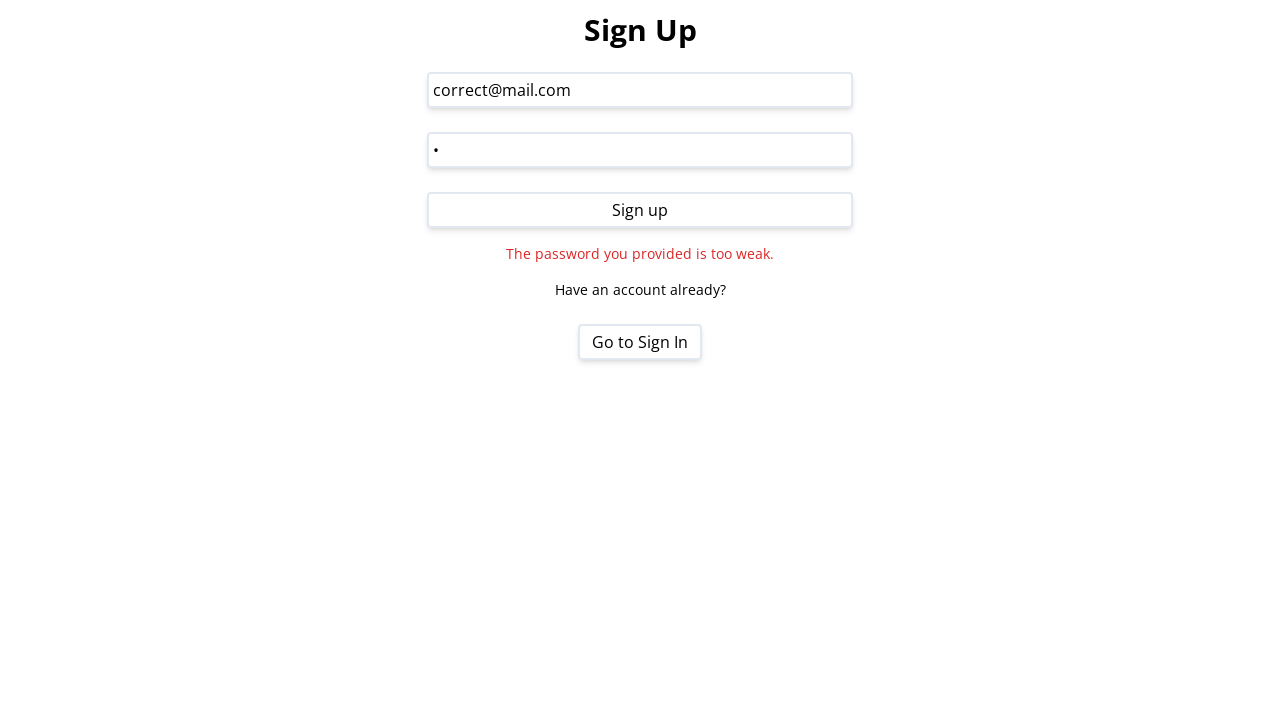 Sign Up
correct@mail.com
•
Sign up
The password you provided is too weak.
Have an account already?
Go to Sign In